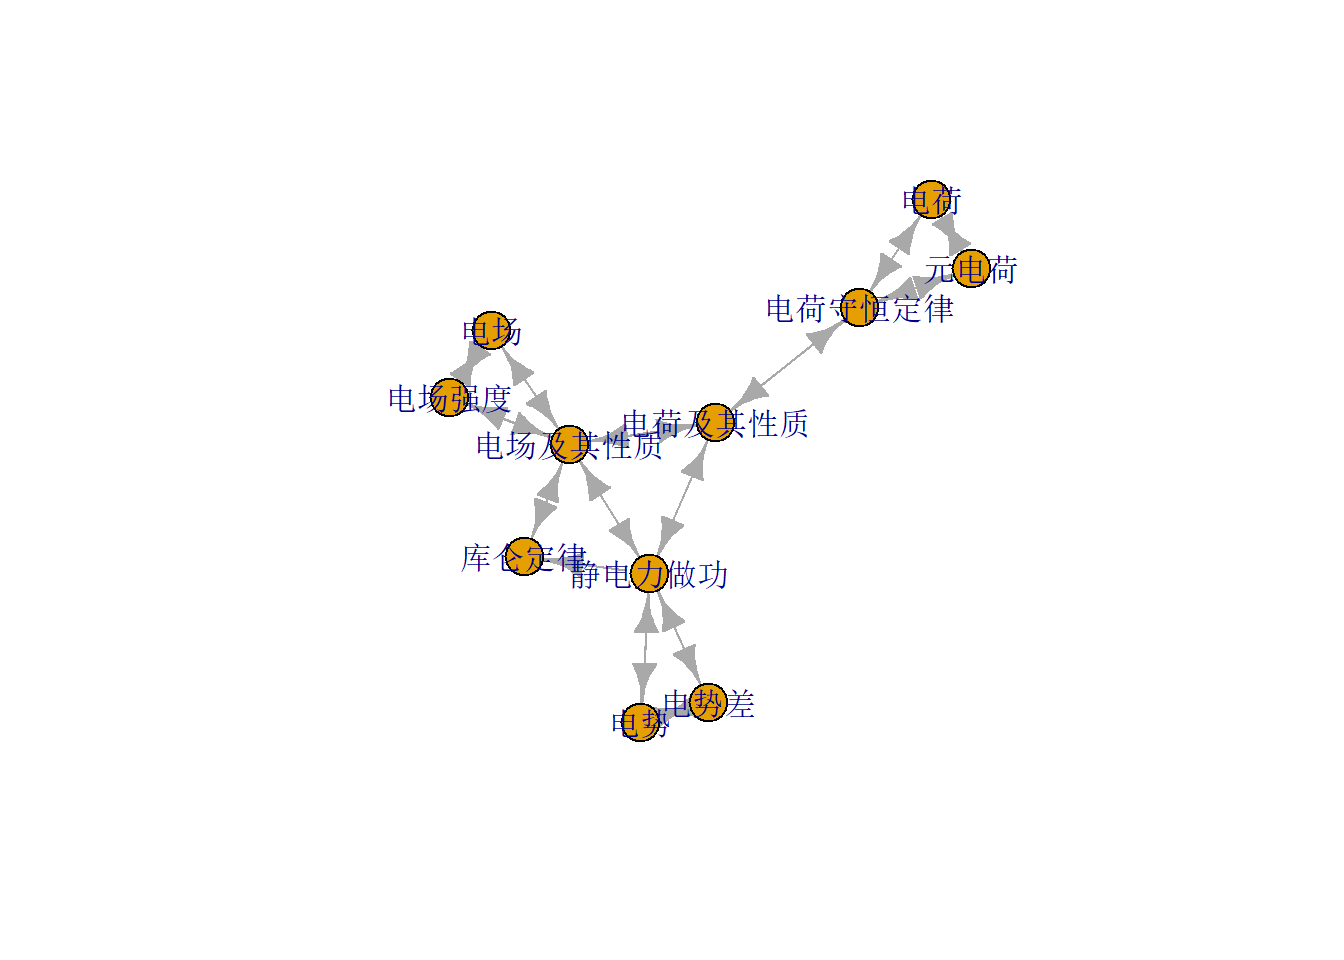 电荷
元电荷
电荷守恒定律
电场
电场强度
电荷及其性质
电场及其性质
库仑定律
静电力做功
电势差
电势